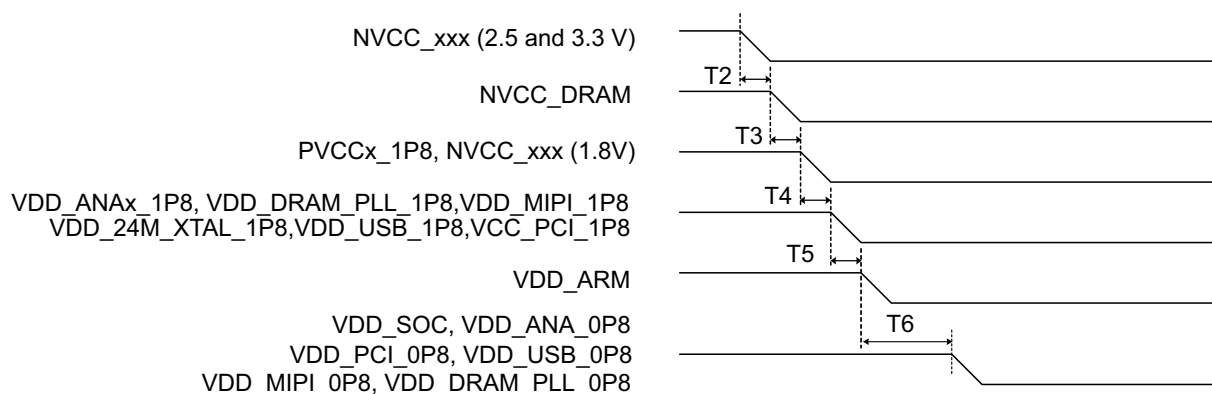 NVCC_xxx (2.5 and 3.3 V)
T2
NVCC_DRAM
T3
PVCCx_1P8, NVCC_xxx (1.8V)
T4
VDD_ANAx_1P8, VDD_DRAM_PLL_1P8,VDD_MIPI_1P8
VDD_24M_XTAL_1P8,VDD_USB_1P8,VCC_PCI_1P8
T5
VDD_ARM
T6
VDD_SOC, VDD_ANA_0P8
VDD_PCI_0P8, VDD_USB_0P8
VDD_MIPI_0P8, VDD_DRAM_PLL_0P8